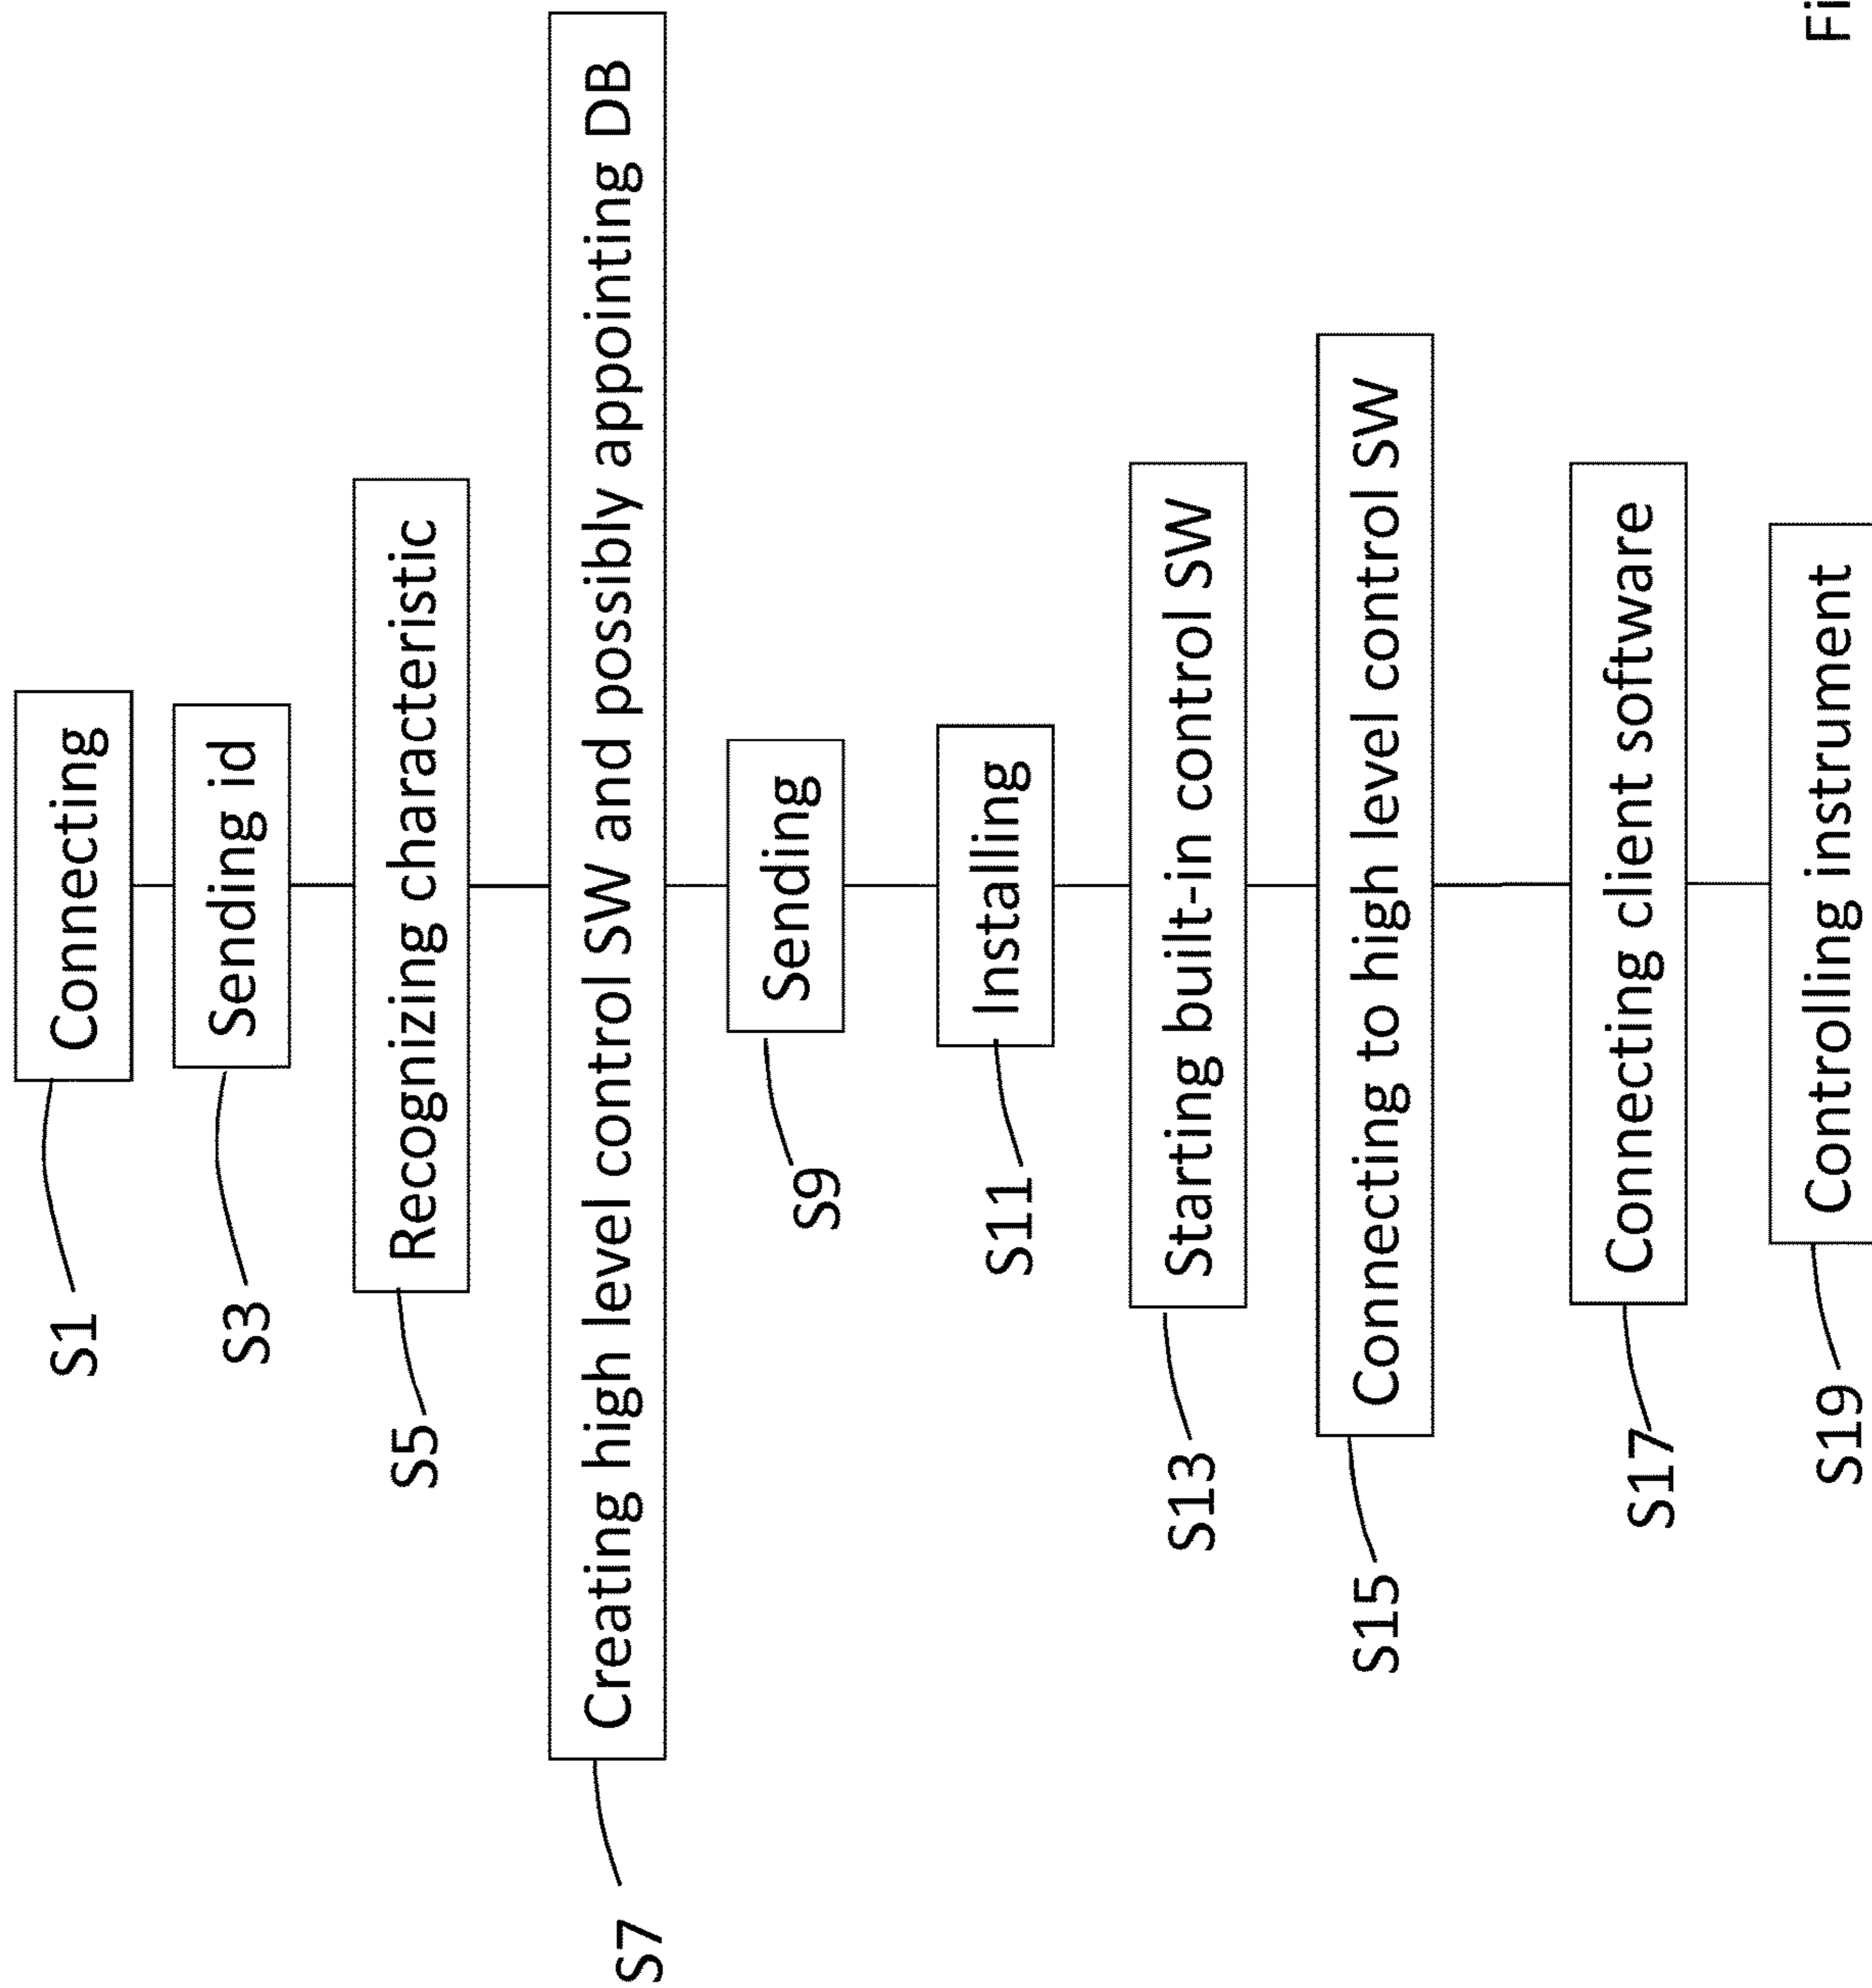 S1
Connecting
S3
Sending id
S5
Recognizing characteristic
S7
Creating high level control SW and possibly appointing DB
S9
Sending
S11
Installing
S13
Starting built-in control SW
S15
Connecting to high level control SW
S17
Connecting client software
S19
Controlling instrument
Fi